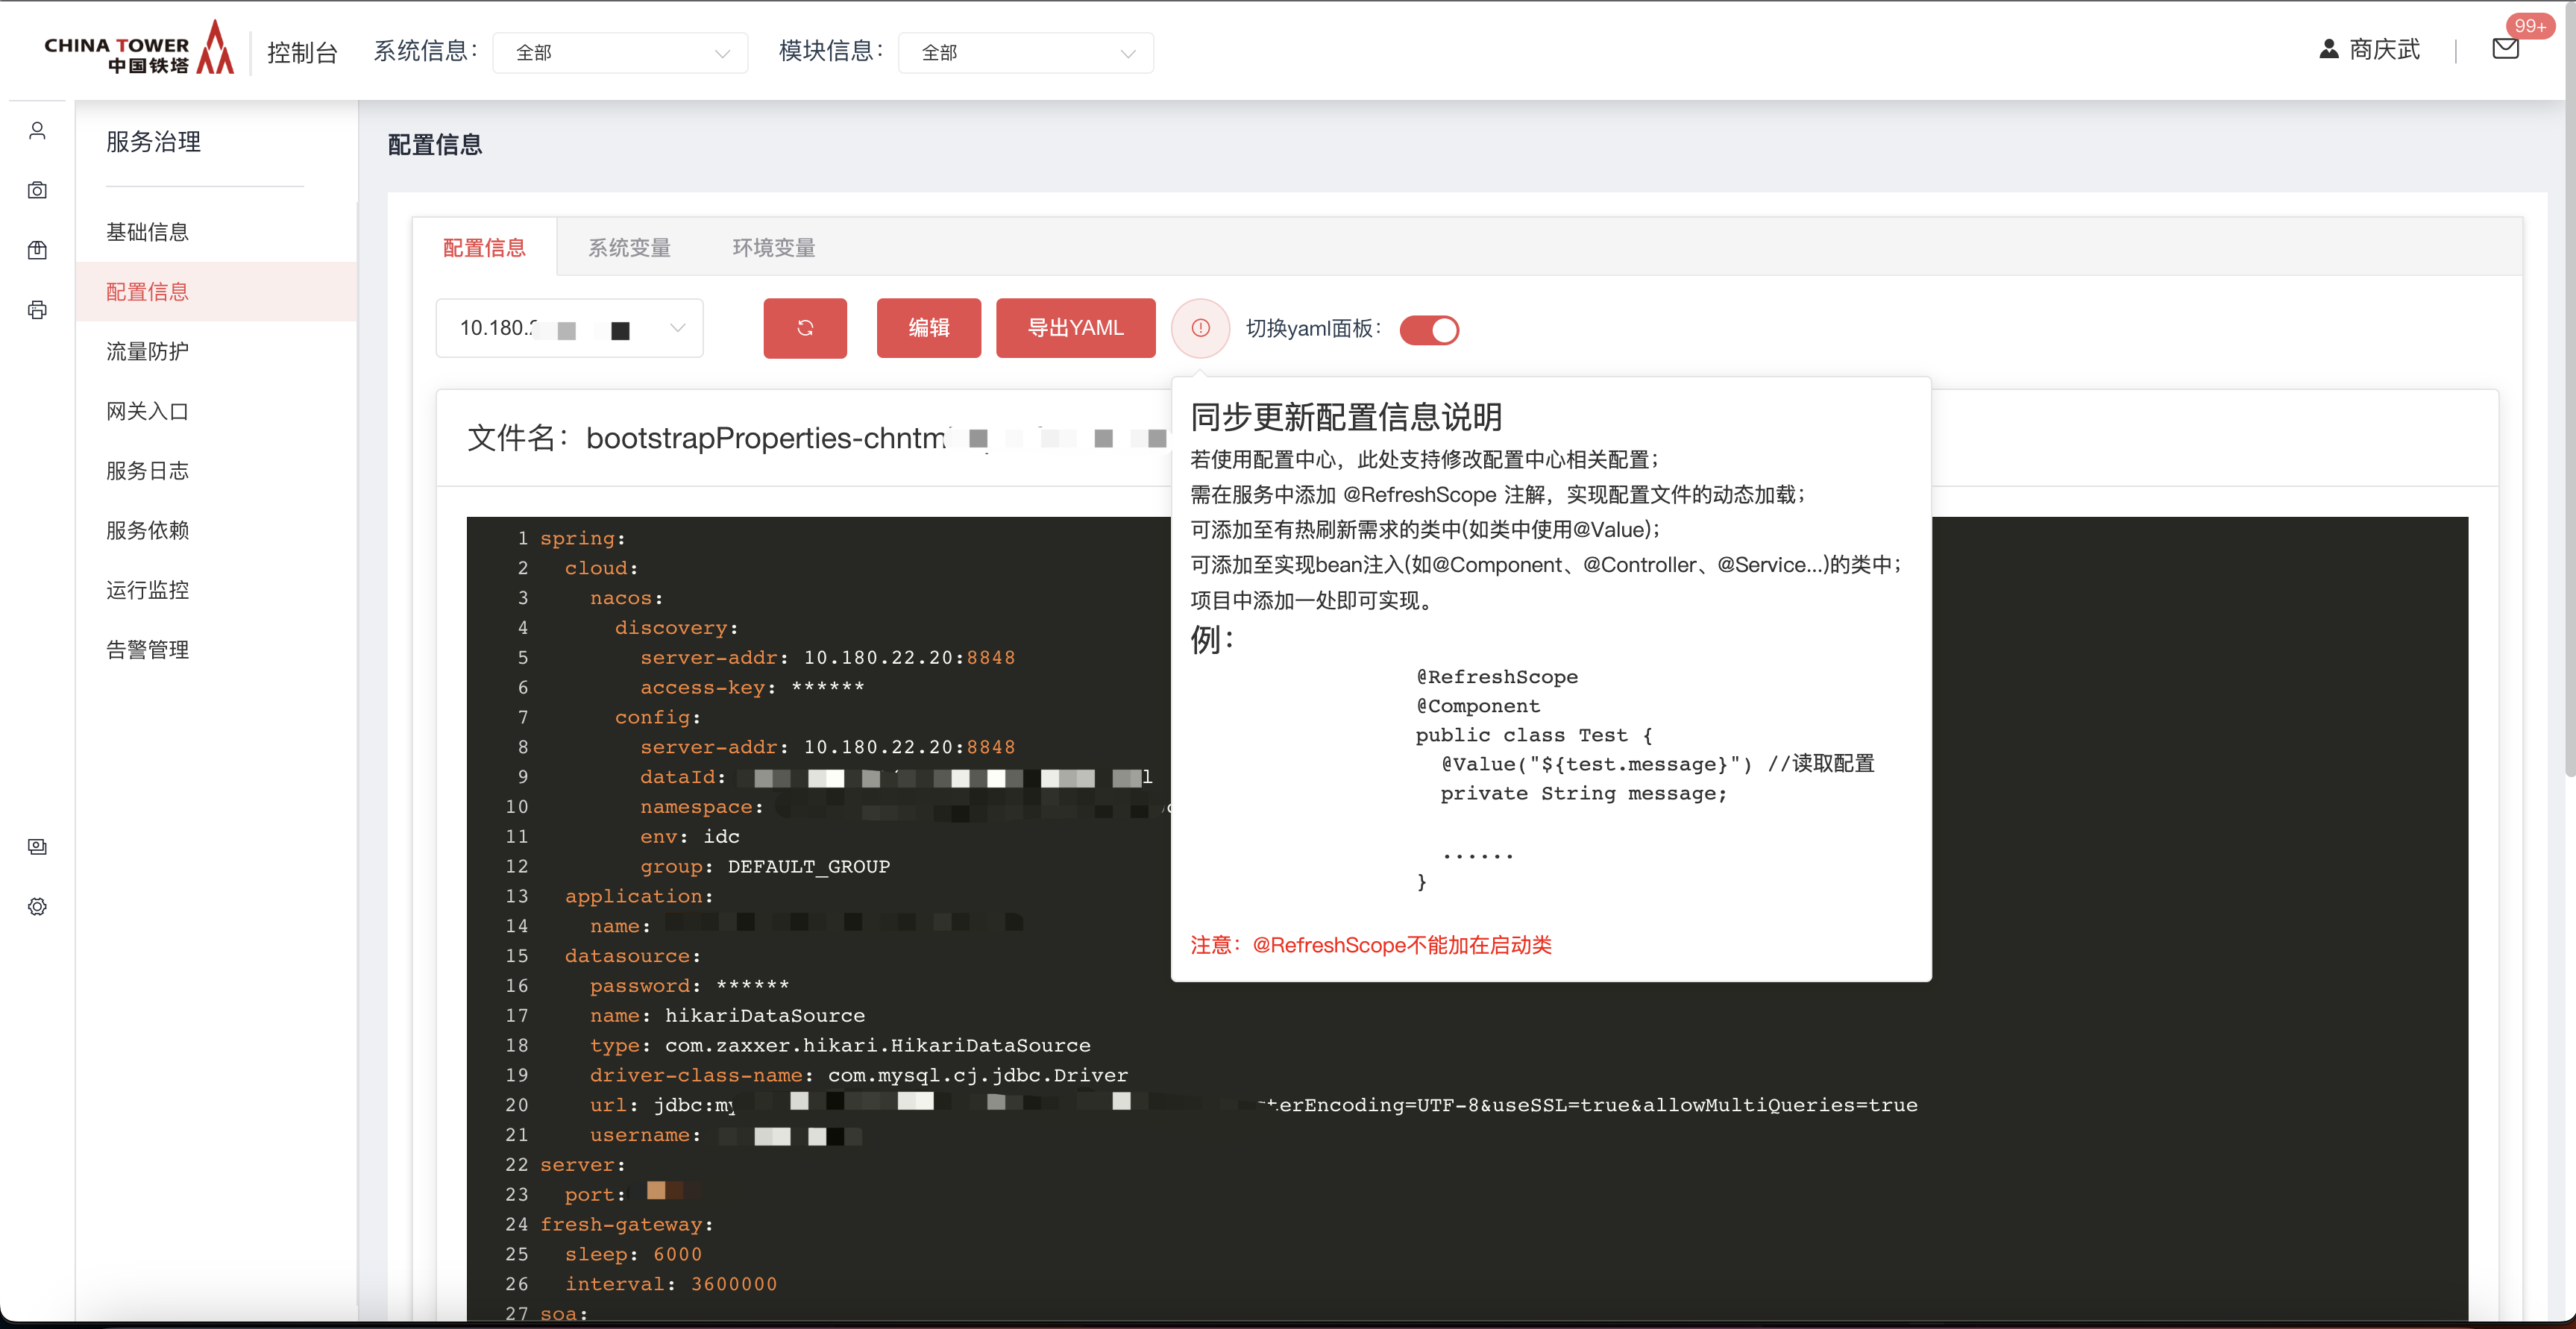 CHINA TOWER
中国铁塔
控制台
系统信息：
全部
模块信息：
全部
商庆武
99+
服务治理
基础信息
配置信息
流量防护
网关入口
服务日志
服务依赖
运行监控
告警管理
配置信息
配置信息
系统变量
环境变量
10.180.
编辑
导出YAML
切换yaml面板：
文件名： bootstrapProperties-chntm
同步更新配置信息说明
若使用配置中心，此处支持修改配置中心相关配置；
需在服务中添加 @RefreshScope 注解，实现配置文件的动态加载；
可添加至有热刷新需求的类中(如类中使用@Value)；
可添加至实现bean注入(如@Component、@Controller、@Service...)的类中；
项目中添加一处即可实现。
例：
@RefreshScope
@Component
public class Test {
@Value("${test.message}") //读取配置
private String message;
......
}
注意：@RefreshScope不能加在启动类
1 spring:
2 cloud:
3 nacos:
4 discovery:
5 server-addr: 10.180.22.20:8848
6 access-key: ******
7 config:
8 server-addr: 10.180.22.20:8848
9 dataId:
10 namespace:
11 env: idc
12 group: DEFAULT_GROUP
13 application:
14 name:
15 datasource:
16 password: ******
17 name: hikariDataSource
18 type: com.zaxxer.hikari.HikariDataSource
19 driver-class-name: com.mysql.cj.jdbc.Driver
20 url: jdbc:my terEncoding=UTF-8&useSSL=true&allowMultiQueries=true
21 username:
22 server:
23 port:
24 fresh-gateway:
25 sleep: 6000
26 interval: 3600000
27 soa: